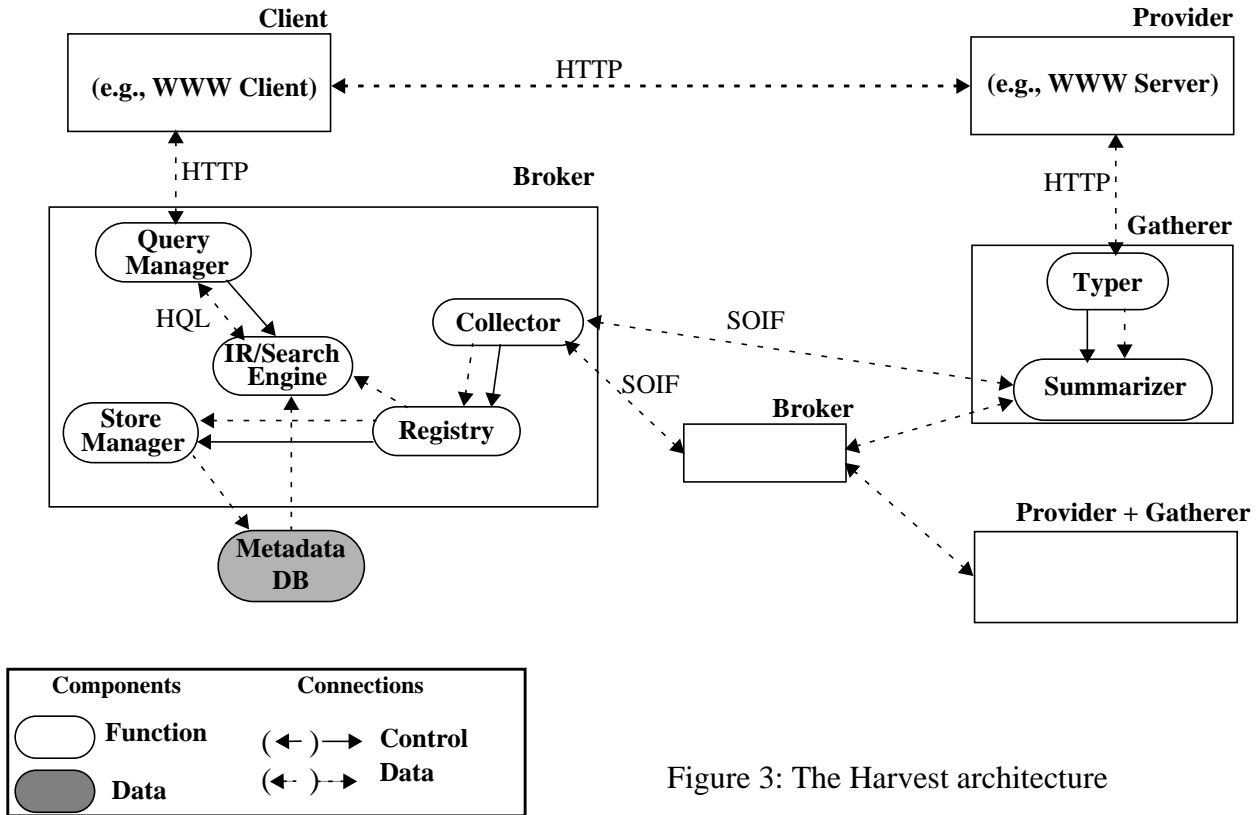 Client
Provider
(e.g., WWW Client)
HTTP
(e.g., WWW Server)
HTTP
HTTP
Broker
Gatherer
Query
Manager
Typer
HQL
Collector
SOIF
IR/Search
Engine
SOIF
Summarizer
Broker
Store
Manager
Registry
Provider + Gatherer
Metadata
DB
Components
Connections
Function
( ) Control
( ) Data
Data
Figure 3: The Harvest architecture